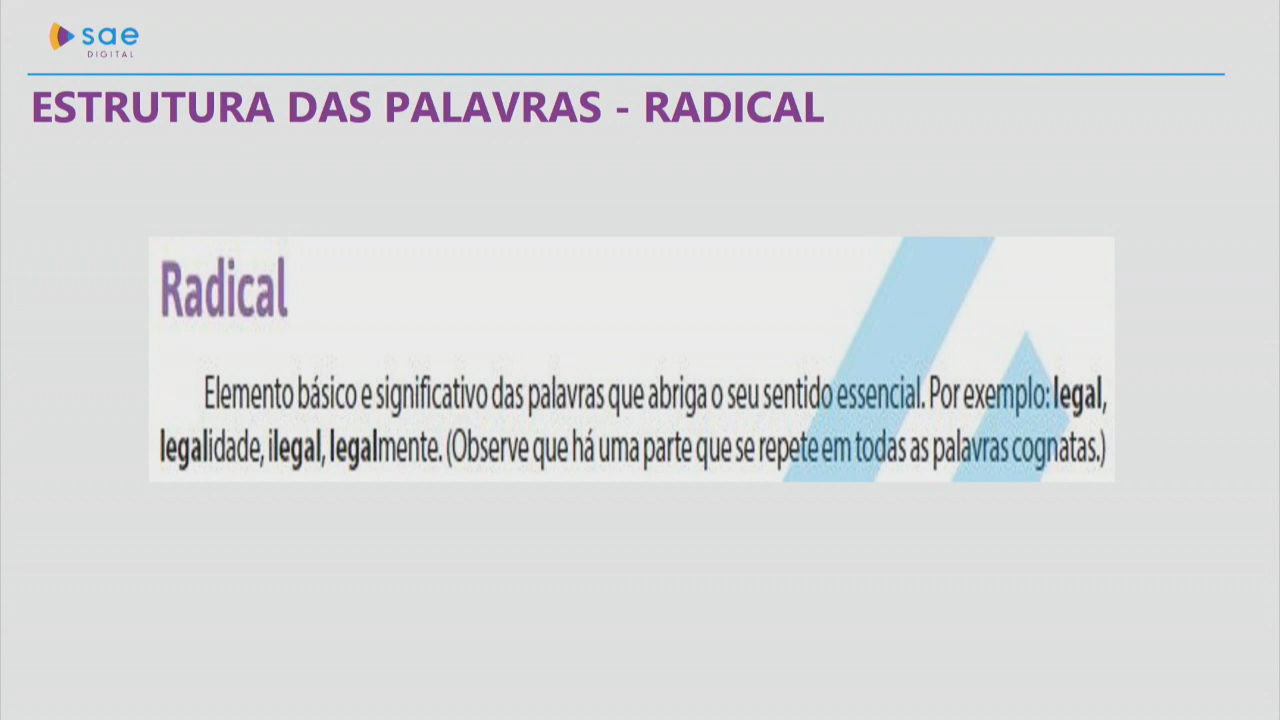 sae
DIGITAL
ESTRUTURA DAS PALAVRAS - RADICAL
Radical
Elemento básico e significativo das palavras que abriga o seu sentido essencial. Por exemplo: legal,
legalidade, ilegal, legalmente. (Observe que há uma parte que se repete em todas as palavras cognatas.)